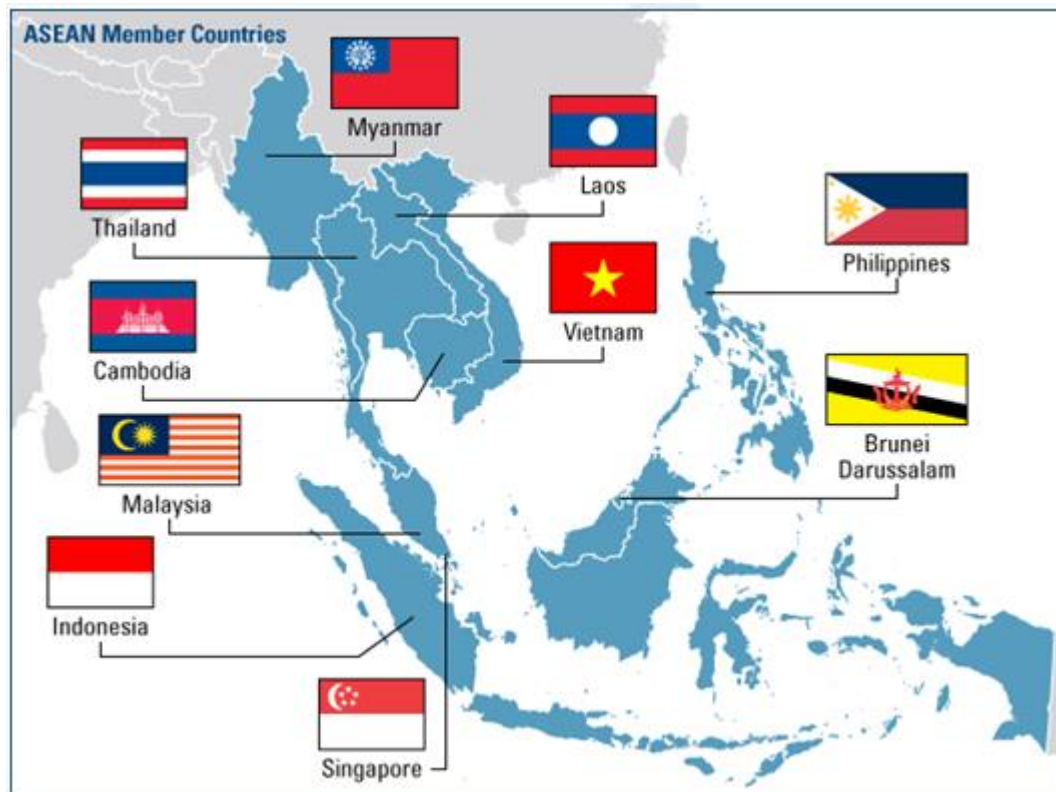 ASEAN Member Countries
Myanmar
Laos
Thailand
Philippines
Vietnam
Cambodia
Brunei
Darussalam
Malaysia
Indonesia
Singapore